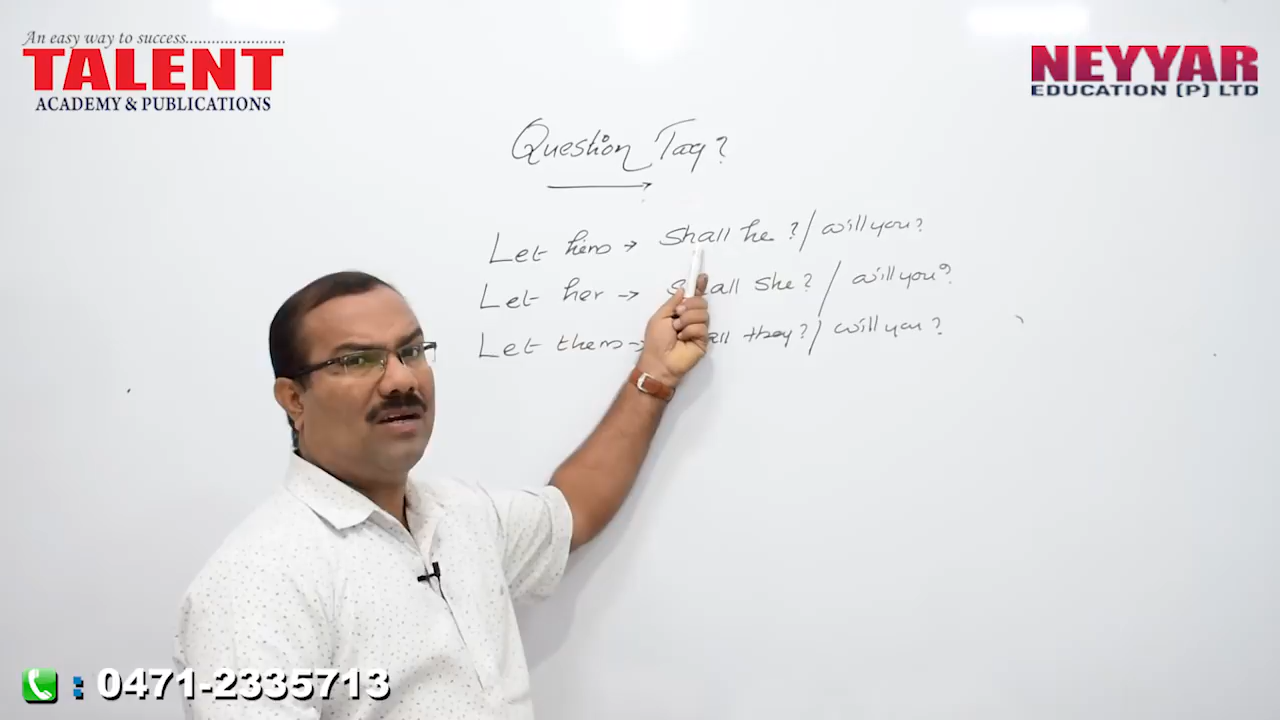 An easy way to success.......................
TALENT
ACADEMY & PUBLICATIONS
NEYYAR
EDUCATION (P) LTD
Question Tag?
Let him → Shall he? / will you?
Let her → Shall she? / will you?
Let them → all they? / will you?
: 0471-2335713